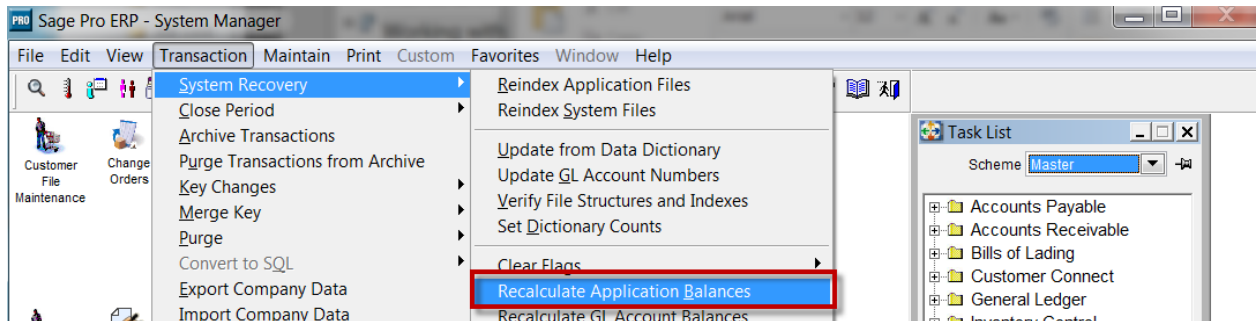 PRO Sage Pro ERP - System Manager
File Edit View Transaction Maintain Print Custom Favorites Window Help
System Recovery
Close Period
Archive Transactions
Purge Transactions from Archive
Key Changes
Merge Key
Purge
Convert to SQL
Export Company Data
Import Company Data
Reindex Application Files
Reindex System Files
Update from Data Dictionary
Update GL Account Numbers
Verify File Structures and Indexes
Set Dictionary Counts
Clear Flags
Recalculate Application Balances
Recalculate GL Account Balances
Customer
File
Maintenance
Change
Orders
Task List
Scheme Master
Accounts Payable
Accounts Receivable
Bills of Lading
Customer Connect
General Ledger
Inventory Control